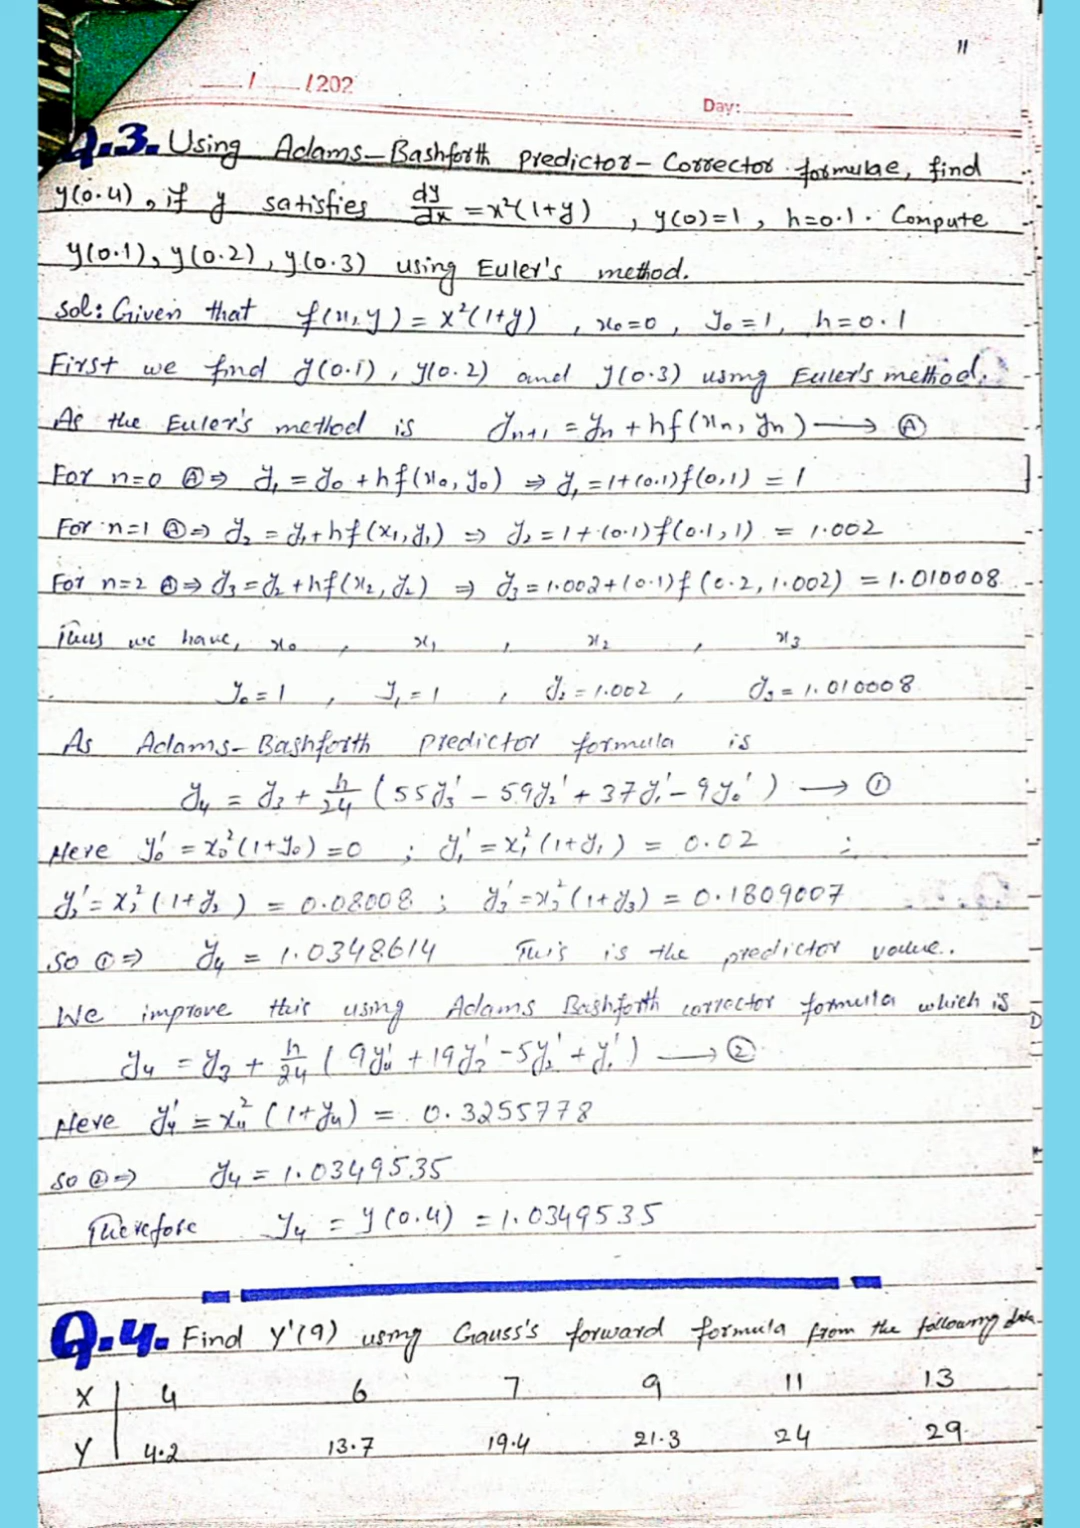 11
/ /202
Day:
Q.3. Using Adams-Bashforth predictor-Corrector formulae, find
y(0.4), if y satisfies dy/dx = x²(1+y) , y(0)=1, h=0.1. Compute
y(0.1), y(0.2), y(0.3) using Euler's method.
Sol: Given that f(x,y) = x²(1+y) , x₀=0 , y₀=1, h=0.1
First we find y(0.1), y(0.2) and y(0.3) using Euler's method.
As the Euler's method is yₙ₊₁ = yₙ + hf(xₙ, yₙ) → Ⓐ
For n=0 Ⓐ⇒ y₁ = y₀ + hf(x₀, y₀) ⇒ y₁ = 1+(0.1)f(0,1) = 1
For n=1 Ⓐ⇒ y₂ = y₁ + hf(x₁, y₁) ⇒ y₂ = 1+(0.1)f(0.1, 1) = 1.002
For n=2 Ⓐ⇒ y₃ = y₂ + hf(x₂, y₂) ⇒ y₃ = 1.002+(0.1)f(0.2, 1.002) = 1.010008
Thus we have, x₀ , x₁ , x₂ , x₃
y₀ = 1 , y₁ = 1 , y₂ = 1.002 , y₃ = 1.010008
As Adams-Bashforth predictor formula is
y₄ = y₃ + h/24 (55y₃' - 59y₂' + 37y₁' - 9y₀') → ①
Here y₀' = x₀²(1+y₀) = 0 ; y₁' = x₁²(1+y₁) = 0.02 ;
y₂' = x₂²(1+y₂) = 0.08008 ; y₃' = x₃²(1+y₃) = 0.1809007
So ①⇒ y₄ = 1.0348614 This is the predictor value.
We improve this using Adams Bashforth corrector formula which is
y₄ = y₃ + h/24 (9y₄' + 19y₃' - 5y₂' + y₁') → ②
Here y₄' = x₄²(1+y₄) = 0.3255778
So ②⇒ y₄ = 1.0349535
Therefore y₄ = y(0.4) = 1.0349535
Q.4. Find y'(9) using Gauss's forward formula from the following data.
X 4 6 7 9 11 13
Y 4.2 13.7 19.4 21.3 24 29